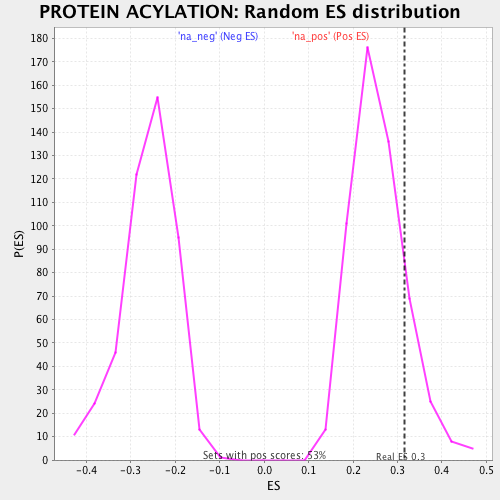 PROTEIN ACYLATION: Random ES distribution
'na_neg' (Neg ES) 'na_pos' (Pos ES)
180
170
160
150
140
130
120
110
100
90
80
70
60
50
40
30
20
10
0
P(ES)
Sets with pos scores: 53%
Real ES 0.3
-0.4 -0.3 -0.2 -0.1 0.0 0.1 0.2 0.3 0.4 0.5
ES